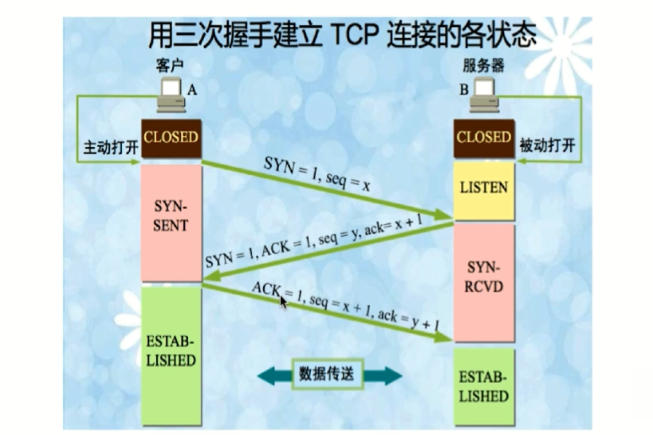 用三次握手建立 TCP 连接的各状态
客户
服务器
A
B
CLOSED
CLOSED
主动打开
被动打开
SYN = 1, seq = x
LISTEN
SYN-
SENT
SYN = 1, ACK = 1, seq = y, ack= x + 1
SYN-
RCVD
ACK = 1, seq = x + 1, ack = y + 1
ESTAB-
LISHED
数据传送
ESTAB-
LISHED